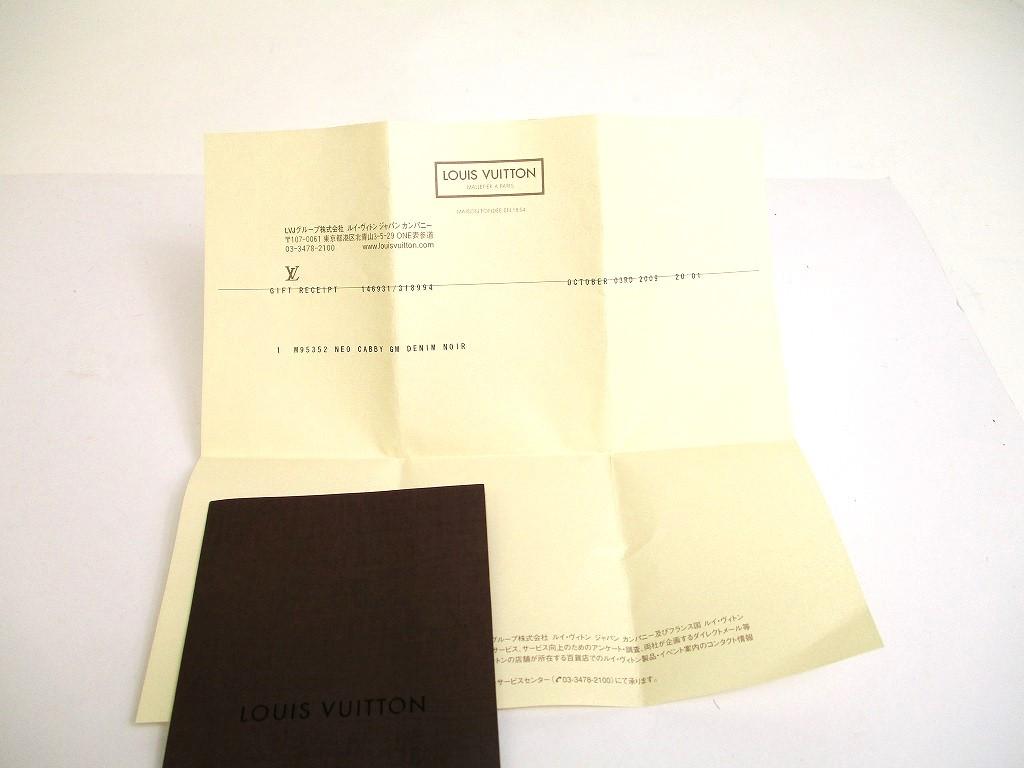 LOUIS VUITTON
MALLETIER A PARIS
MAISON FONDÉE EN 1854
LVJグループ株式会社 ルイ・ヴィトン ジャパン カンパニー
〒107-0061 東京都港区北青山3-5-29 ONE表参道
03-3478-2100 www.louisvuitton.com
LV
GIFT RECEIPT 146931/318994 OCTOBER 03RD 2009 20:01
1 M95352 NEO CABBY GM DENIM NOIR
グループ株式会社 ルイ・ヴィトン ジャパン カンパニー及びフランス国 ルイ・ヴィトン
サービス、サービス向上のためのアンケート・調査、両社が企画するダイレクトメール等
トンの店舗が所在する百貨店でのルイ・ヴィトン製品・イベント案内のコンタクト情報
サービスセンター(✆03-3478-2100)にて承ります。
LOUIS VUITTON